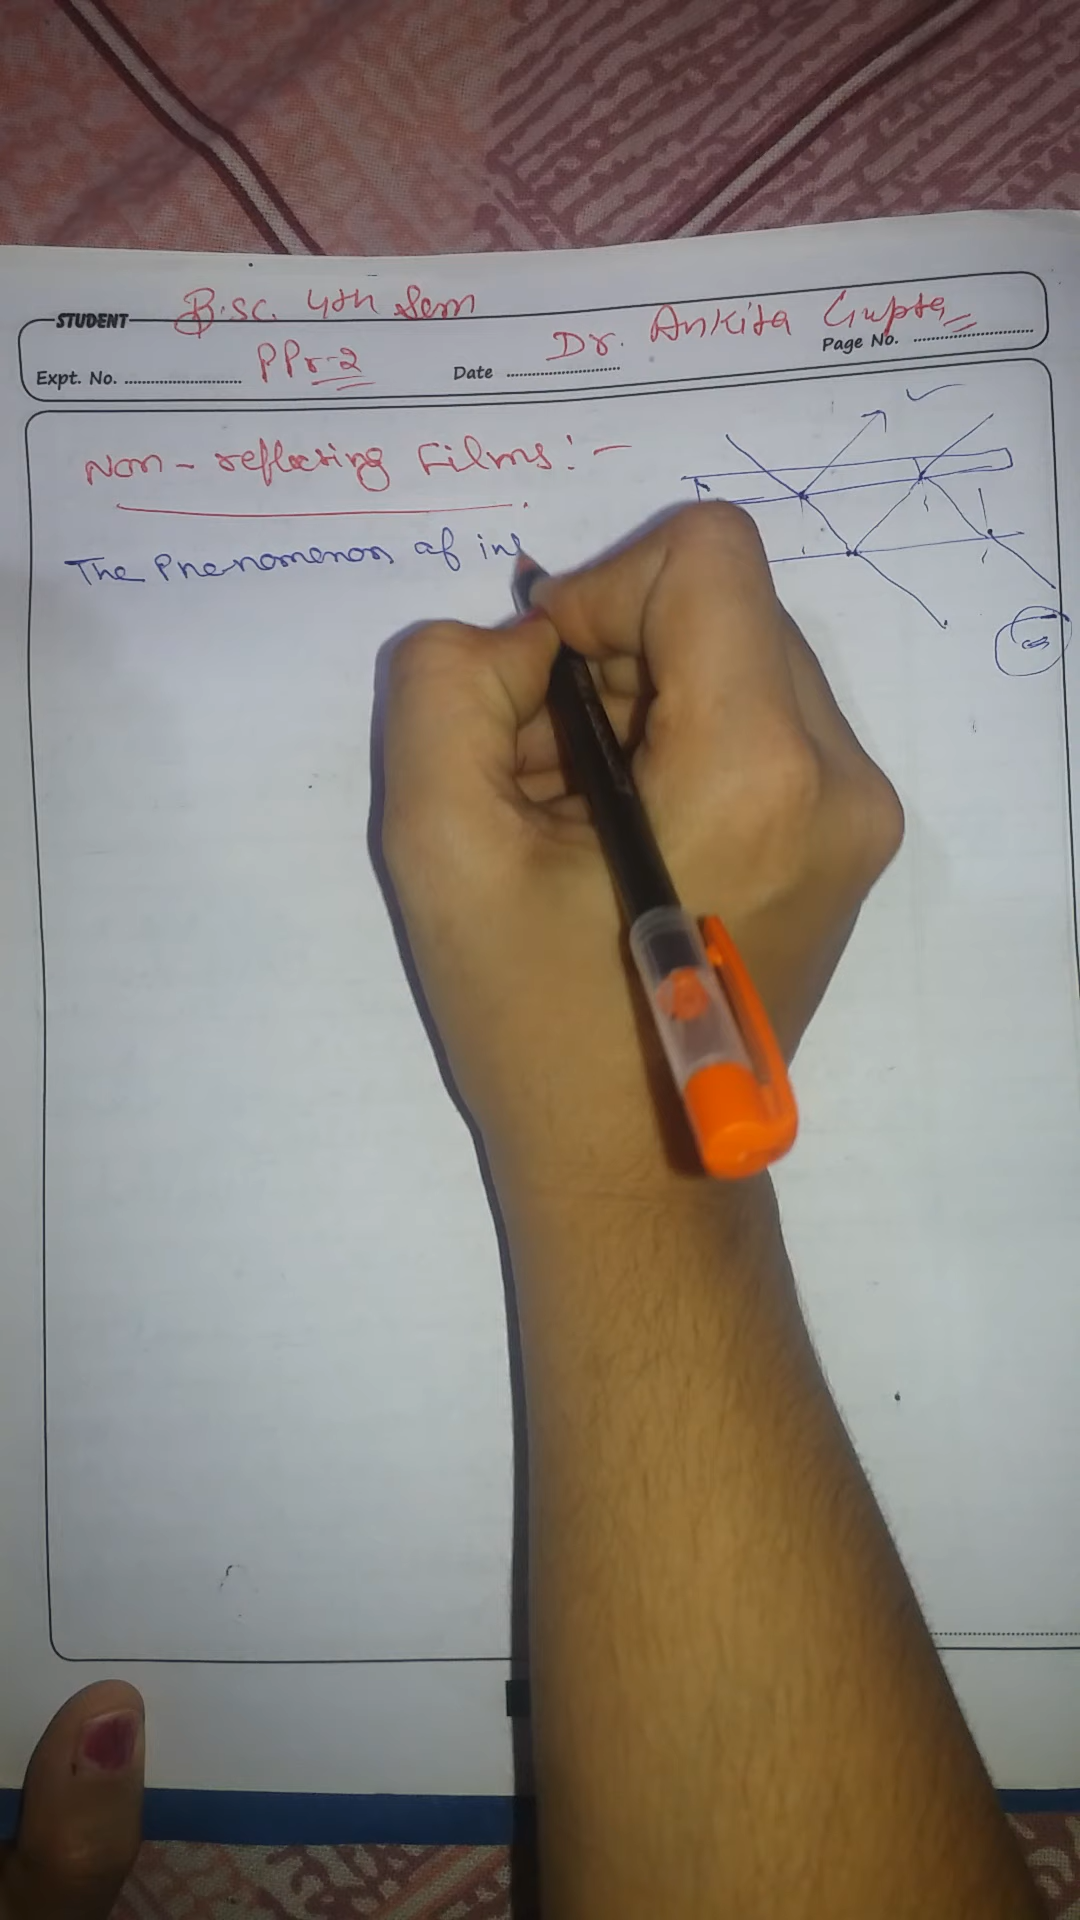 B.sc. 4th Sem
STUDENT
Dr. Ankita Gupta
Expt. No. PPr-2 Date Page No.
Non-reflecting Films:-
The Phenomenon of int